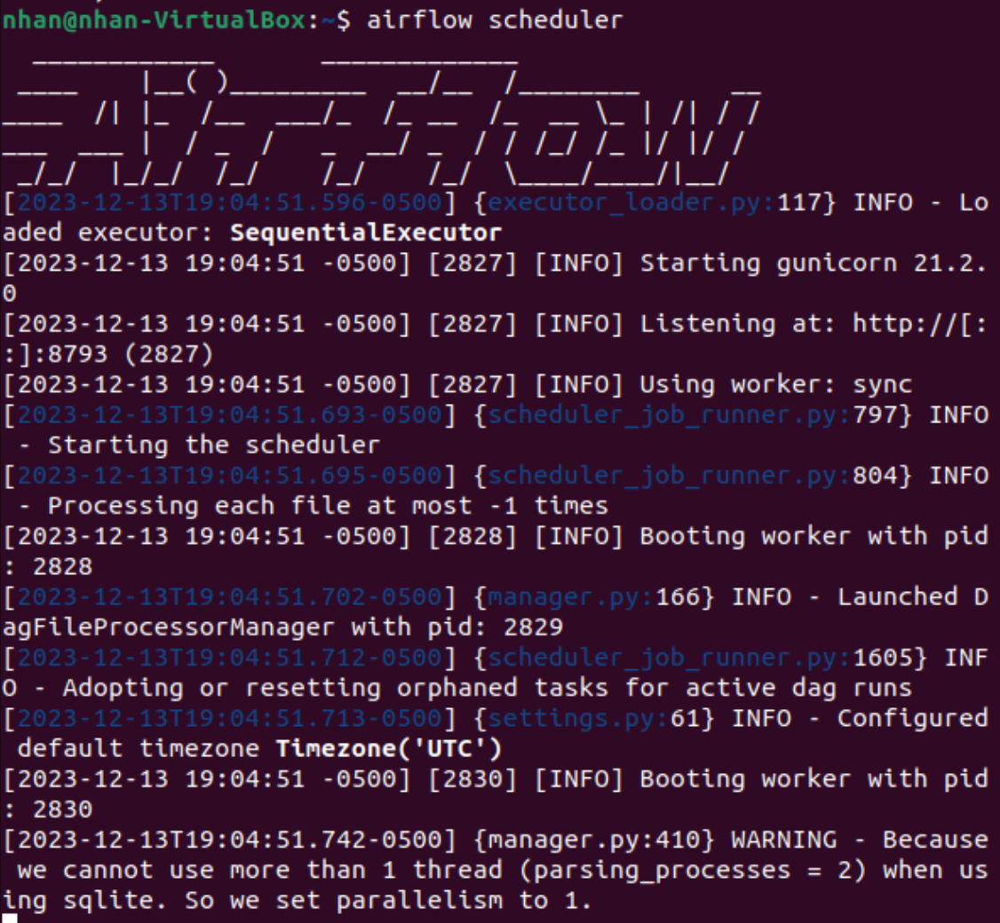 nhan@nhan-VirtualBox:~$ airflow scheduler
  ____________       _____________
 ____    |__( )_________  __/__  /________      __
____  /| |_  /__  ___/_  /_ __  /_  __ \_ | /| / /
___  ___ |  / _  /   _  __/ _  / / /_/ /_ |/ |/ /
 _/_/  |_/_/  /_/    /_/    /_/  \____/____/|__/
[2023-12-13T19:04:51.596-0500] {executor_loader.py:117} INFO - Lo
aded executor: SequentialExecutor
[2023-12-13 19:04:51 -0500] [2827] [INFO] Starting gunicorn 21.2.
0
[2023-12-13 19:04:51 -0500] [2827] [INFO] Listening at: http://[:
:]:8793 (2827)
[2023-12-13 19:04:51 -0500] [2827] [INFO] Using worker: sync
[2023-12-13T19:04:51.693-0500] {scheduler_job_runner.py:797} INFO
 - Starting the scheduler
[2023-12-13T19:04:51.695-0500] {scheduler_job_runner.py:804} INFO
 - Processing each file at most -1 times
[2023-12-13 19:04:51 -0500] [2828] [INFO] Booting worker with pid
: 2828
[2023-12-13T19:04:51.702-0500] {manager.py:166} INFO - Launched D
agFileProcessorManager with pid: 2829
[2023-12-13T19:04:51.712-0500] {scheduler_job_runner.py:1605} INF
O - Adopting or resetting orphaned tasks for active dag runs
[2023-12-13T19:04:51.713-0500] {settings.py:61} INFO - Configured
 default timezone Timezone('UTC')
[2023-12-13 19:04:51 -0500] [2830] [INFO] Booting worker with pid
: 2830
[2023-12-13T19:04:51.742-0500] {manager.py:410} WARNING - Because
 we cannot use more than 1 thread (parsing_processes = 2) when us
ing sqlite. So we set parallelism to 1.